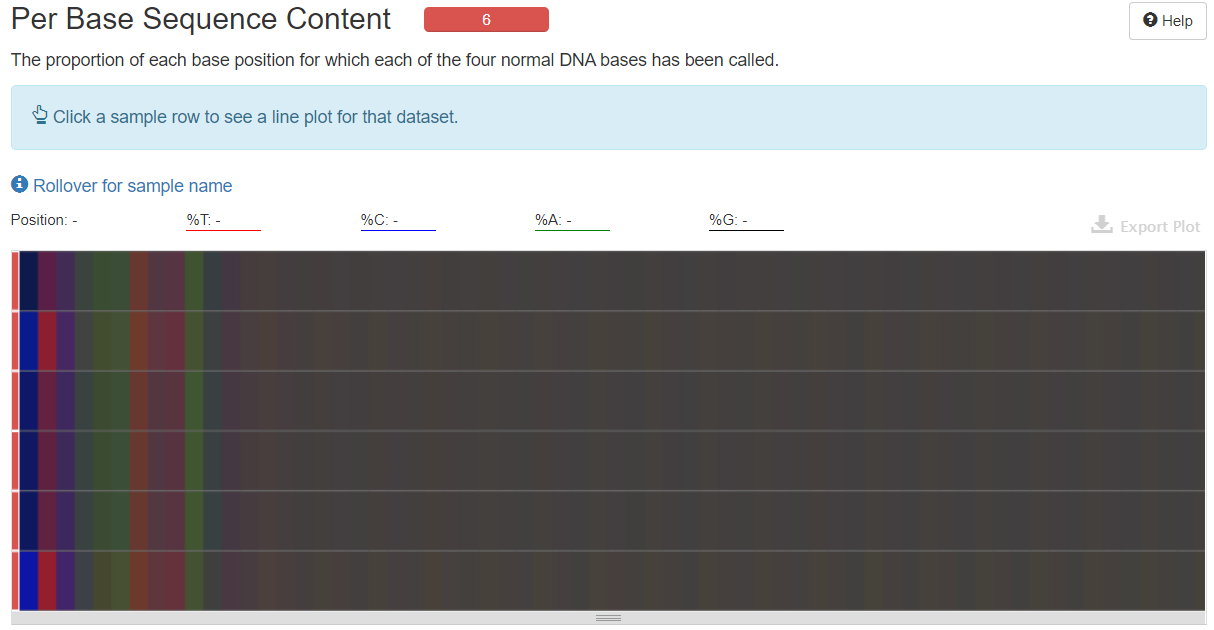 Per Base Sequence Content 6 Help
The proportion of each base position for which each of the four normal DNA bases has been called.
Click a sample row to see a line plot for that dataset.
Rollover for sample name
Position: - %T: - %C: - %A: - %G: - Export Plot